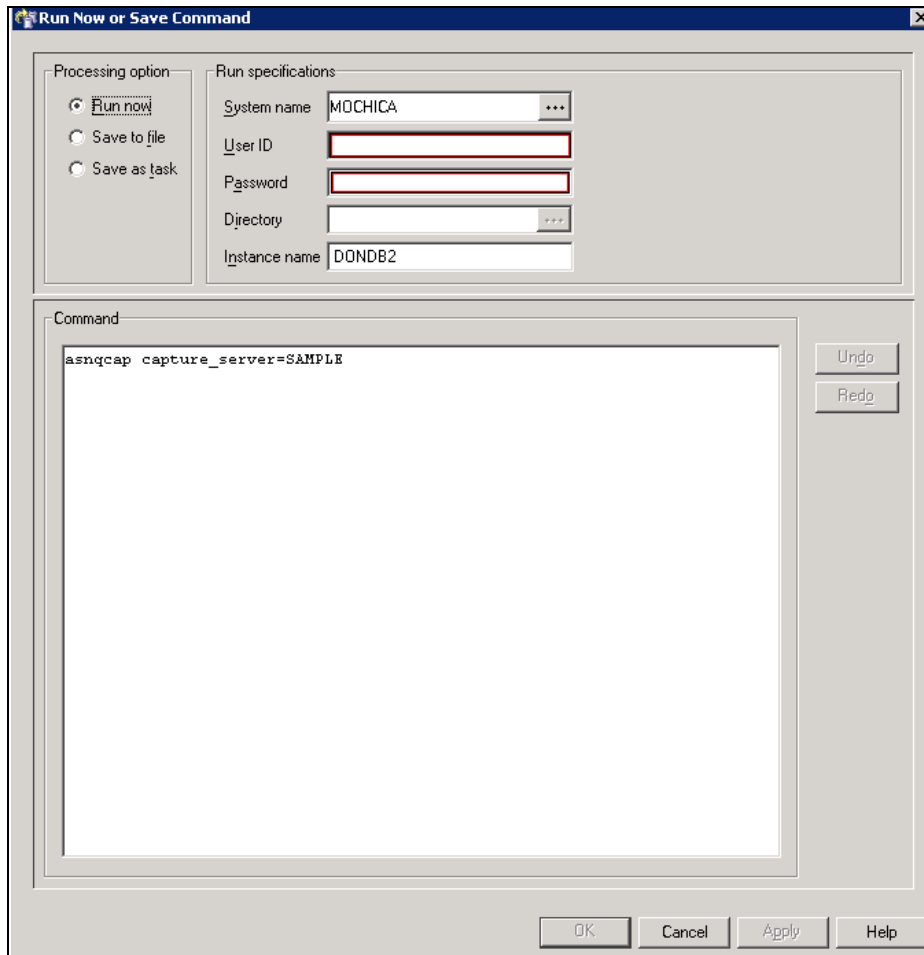 Run Now or Save Command
Processing option
Run now
Save to file
Save as task
Run specifications
System name MOCHICA ...
User ID
Password
Directory ...
Instance name DONDB2
Command
asnqcap capture_server=SAMPLE
Undo
Redo
OK Cancel Apply Help